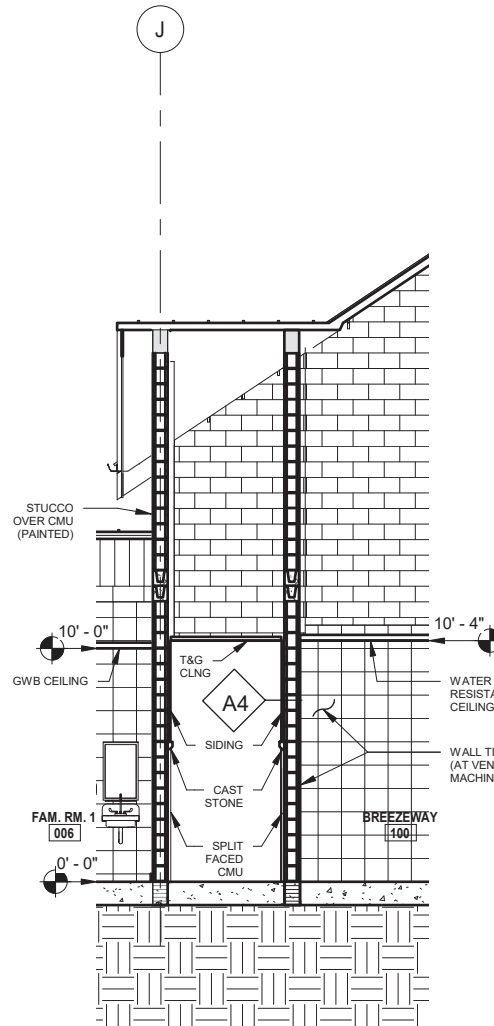 J
STUCCO
OVER CMU
(PAINTED)
10' - 0"
10' - 4"
GWB CEILING
T&G
CLNG
WATER
RESISTA
CEILING
A4
SIDING
WALL TI
(AT VEN
MACHIN
CAST
STONE
FAM. RM. 1
006
BREEZEWAY
100
SPLIT
FACED
CMU
0' - 0"